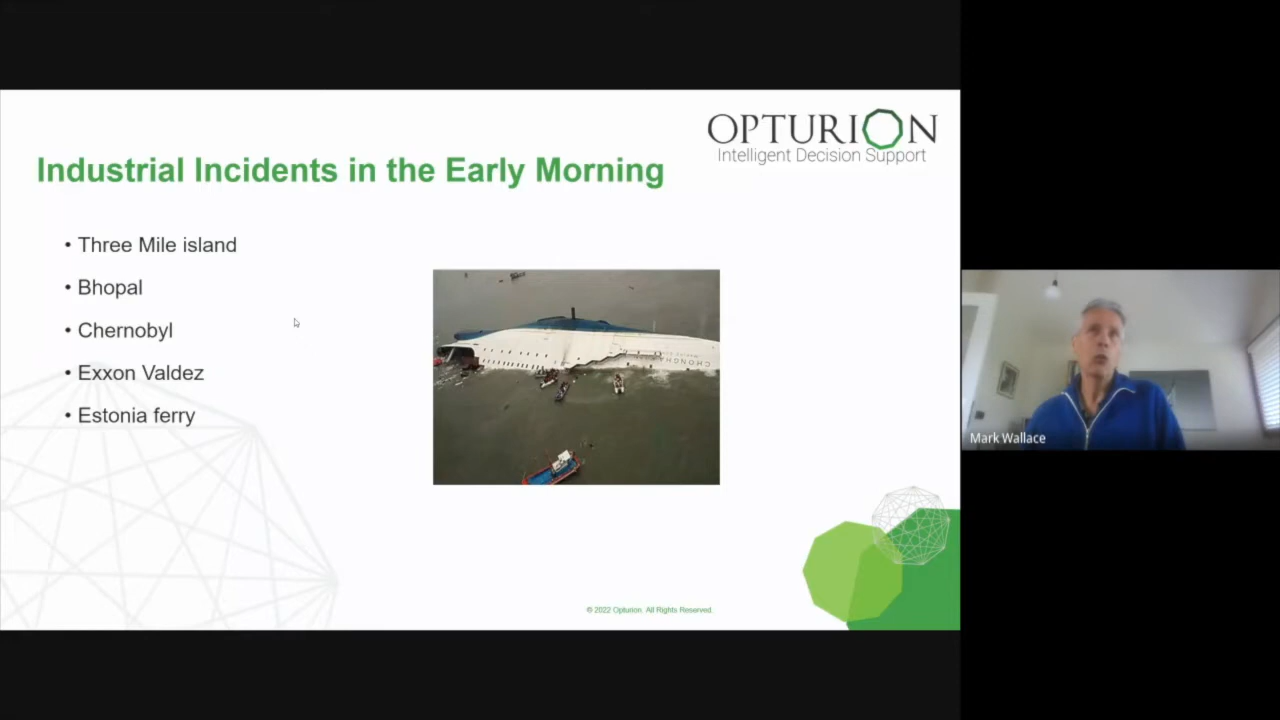 OPTURION
Intelligent Decision Support
Industrial Incidents in the Early Morning
• Three Mile island
• Bhopal
• Chernobyl
• Exxon Valdez
• Estonia ferry
CHONGHA
Mark Wallace
© 2022 Opturion. All Rights Reserved.